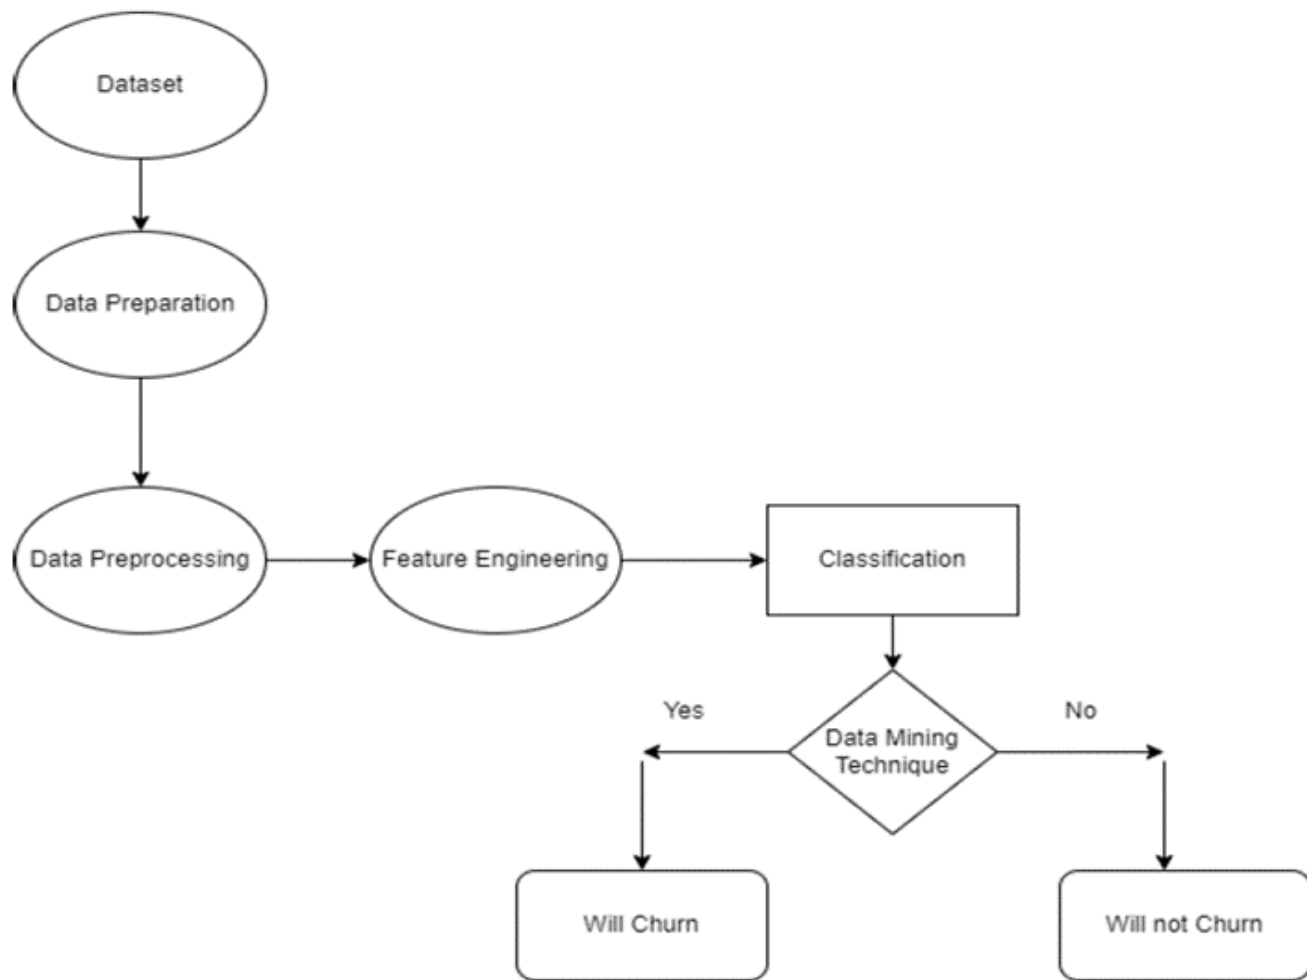 Dataset
Data Preparation
Data Preprocessing
Feature Engineering
Classification
Yes
No
Data Mining
Technique
Will Churn
Will not Churn